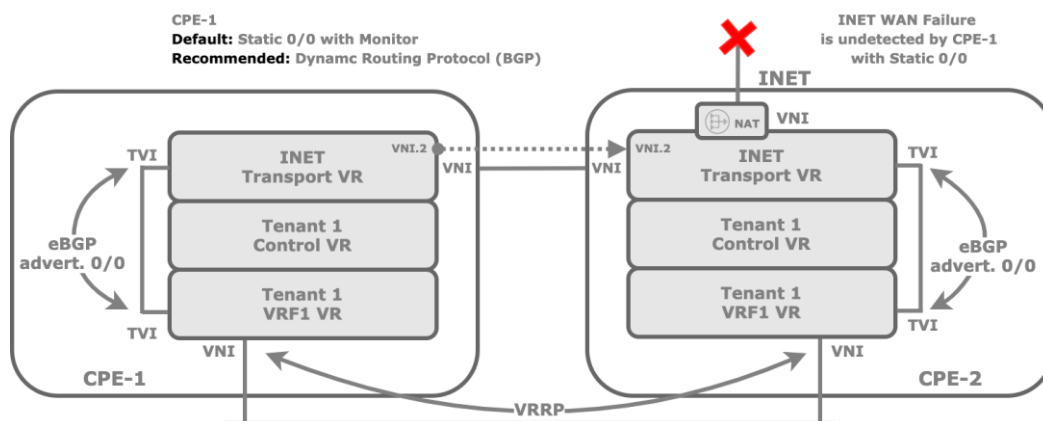 CPE-1
Default: Static 0/0 with Monitor
Recommended: Dynamc Routing Protocol (BGP)
INET WAN Failure
is undetected by CPE-1
with Static 0/0
INET
NAT
VNI
TVI
INET
Transport VR
VNI.2
VNI
VNI
VNI.2
INET
Transport VR
TVI
Tenant 1
Control VR
Tenant 1
Control VR
eBGP
advert. 0/0
eBGP
advert. 0/0
Tenant 1
VRF1 VR
Tenant 1
VRF1 VR
TVI
TVI
VNI
VNI
CPE-1
CPE-2
VRRP